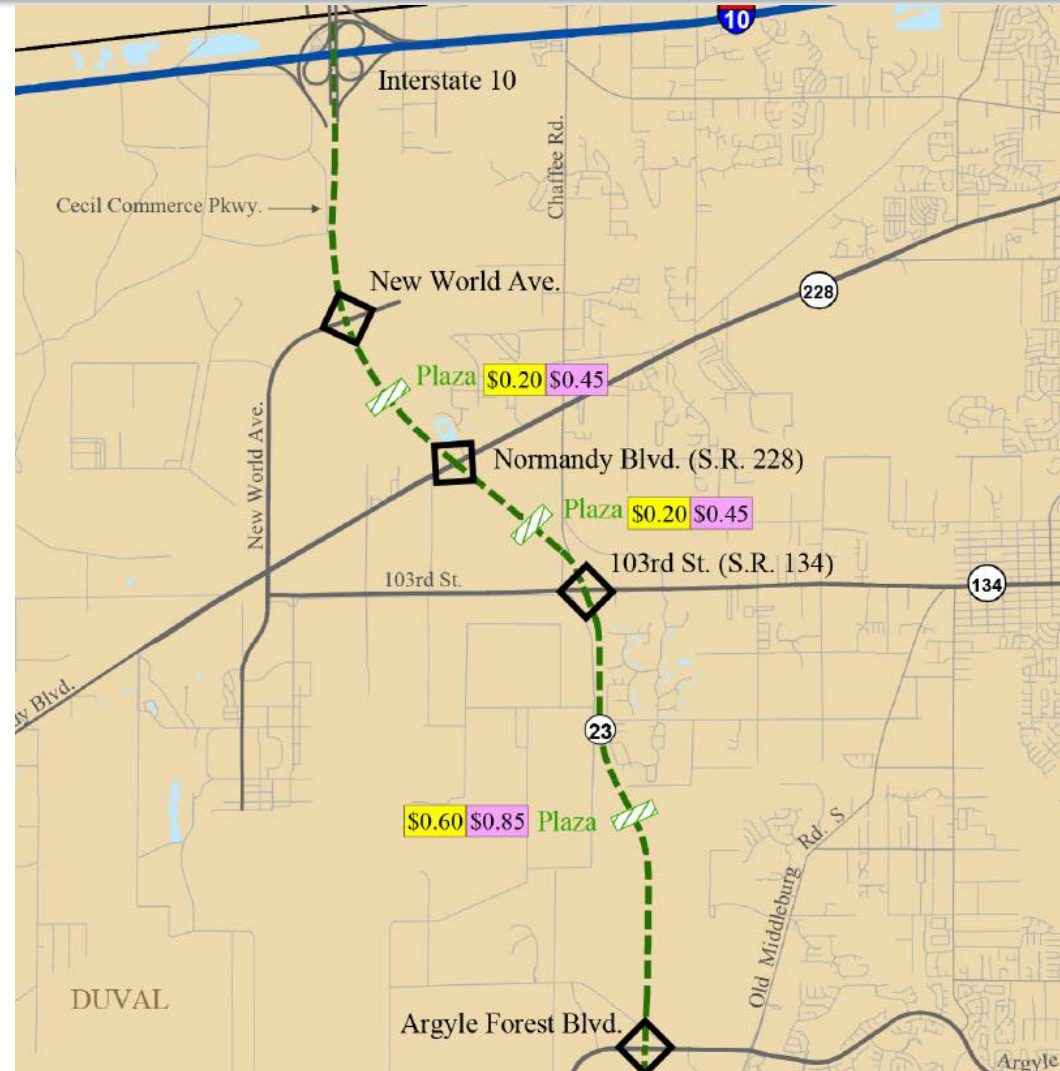 10
Interstate 10
Chaffee Rd.
Cecil Commerce Pkwy.
New World Ave.
228
Plaza $0.20 $0.45
New World Ave.
Normandy Blvd. (S.R. 228)
Plaza $0.20 $0.45
103rd St. (S.R. 134)
103rd St.
134
y Blvd.
23
$0.60 $0.85 Plaza
Old Middleburg Rd. S
DUVAL
Argyle Forest Blvd.
Argyle